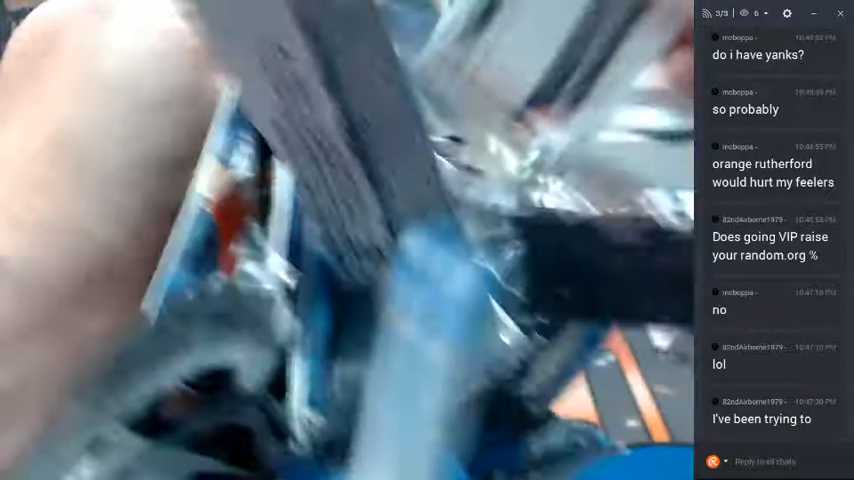 3/3 6
mcboppa - 10:46:52 PM
do i have yanks?
mcboppa - 10:46:59 PM
so probably
mcboppa - 10:46:55 PM
orange rutherford
would hurt my feelers
82ndAirborne1979 - 10:46:58 PM
Does going VIP raise
your random.org %
mcboppa - 10:47:10 PM
no
82ndAirborne1979 - 10:47:20 PM
lol
82ndAirborne1979 - 10:47:30 PM
I've been trying to
Reply to all chats